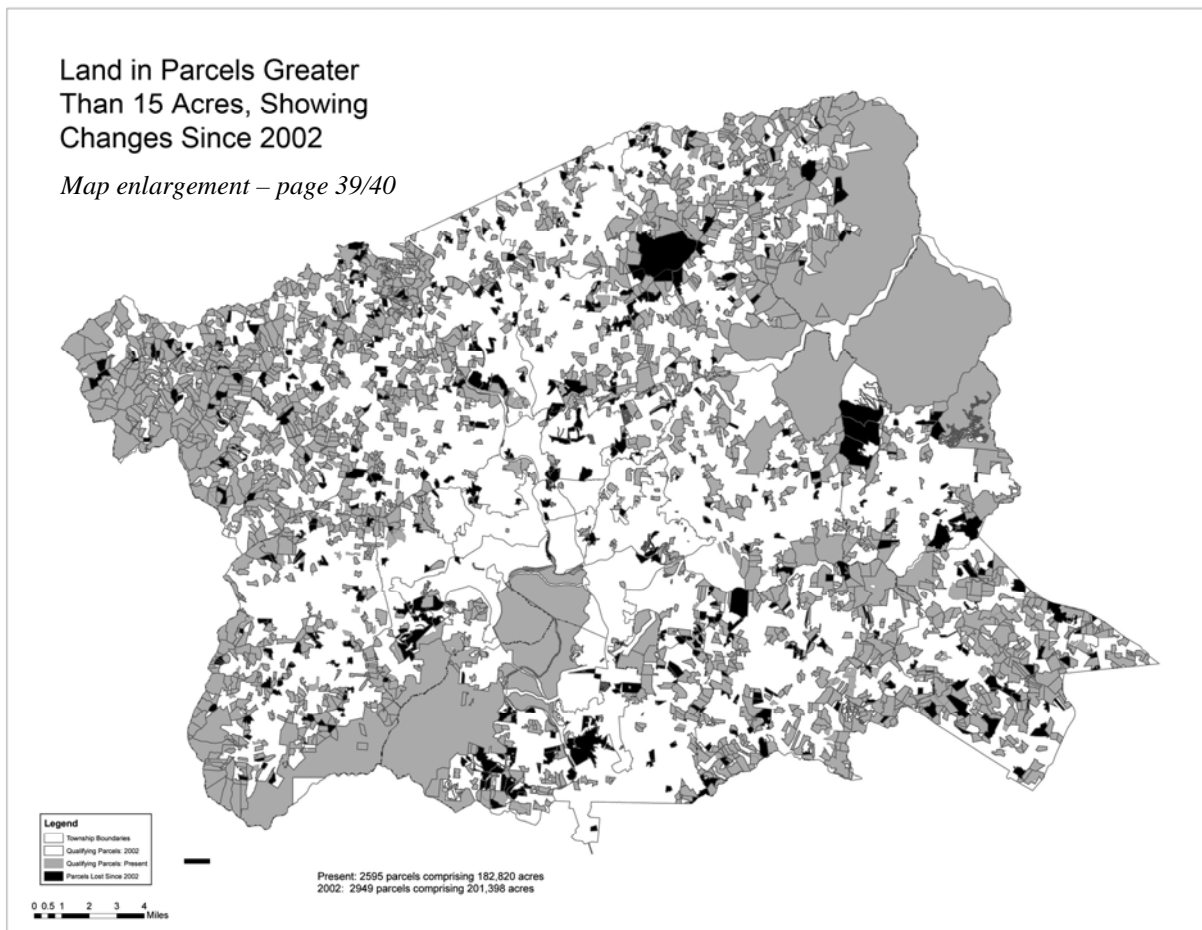 Land in Parcels Greater
Than 15 Acres, Showing
Changes Since 2002
Map enlargement – page 39/40
Legend
Township Boundaries
Qualifying Parcels: 2002
Qualifying Parcels: Present
Parcels Lost Since 2002
0 0.5 1 2 3 4
Miles
Present: 2595 parcels comprising 182,820 acres
2002: 2949 parcels comprising 201,398 acres